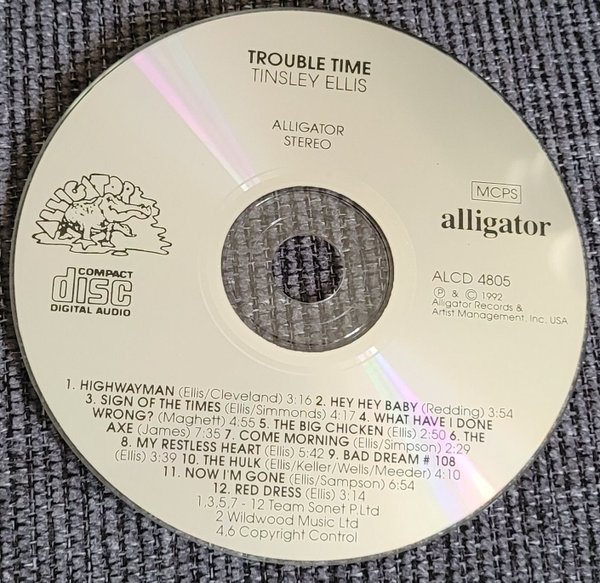 TROUBLE TIME
TINSLEY ELLIS
ALLIGATOR
STEREO
ALLIGATOR
MCPS
alligator
COMPACT
disc
DIGITAL AUDIO
ALCD 4805
Ⓟ & © 1992
Alligator Records &
Artist Management, Inc. USA
1. HIGHWAYMAN (Ellis/Cleveland) 3:16 2. HEY HEY BABY (Redding) 3:54
3. SIGN OF THE TIMES (Ellis/Simmonds) 4:17 4. WHAT HAVE I DONE
WRONG? (Maghett) 4:55 5. THE BIG CHICKEN (Ellis) 2:50 6. THE
AXE (James) 7:35 7. COME MORNING (Ellis/Simpson) 2:29
8. MY RESTLESS HEART (Ellis) 5:42 9. BAD DREAM # 108
(Ellis) 3:39 10. THE HULK (Ellis/Keller/Wells/Meeder) 4:10
11. NOW I'M GONE (Ellis/Sampson) 6:54
12. RED DRESS (Ellis) 3:14
1,3,5,7 - 12 Team Sonet P.Ltd
2 Wildwood Music Ltd
4,6 Copyright Control